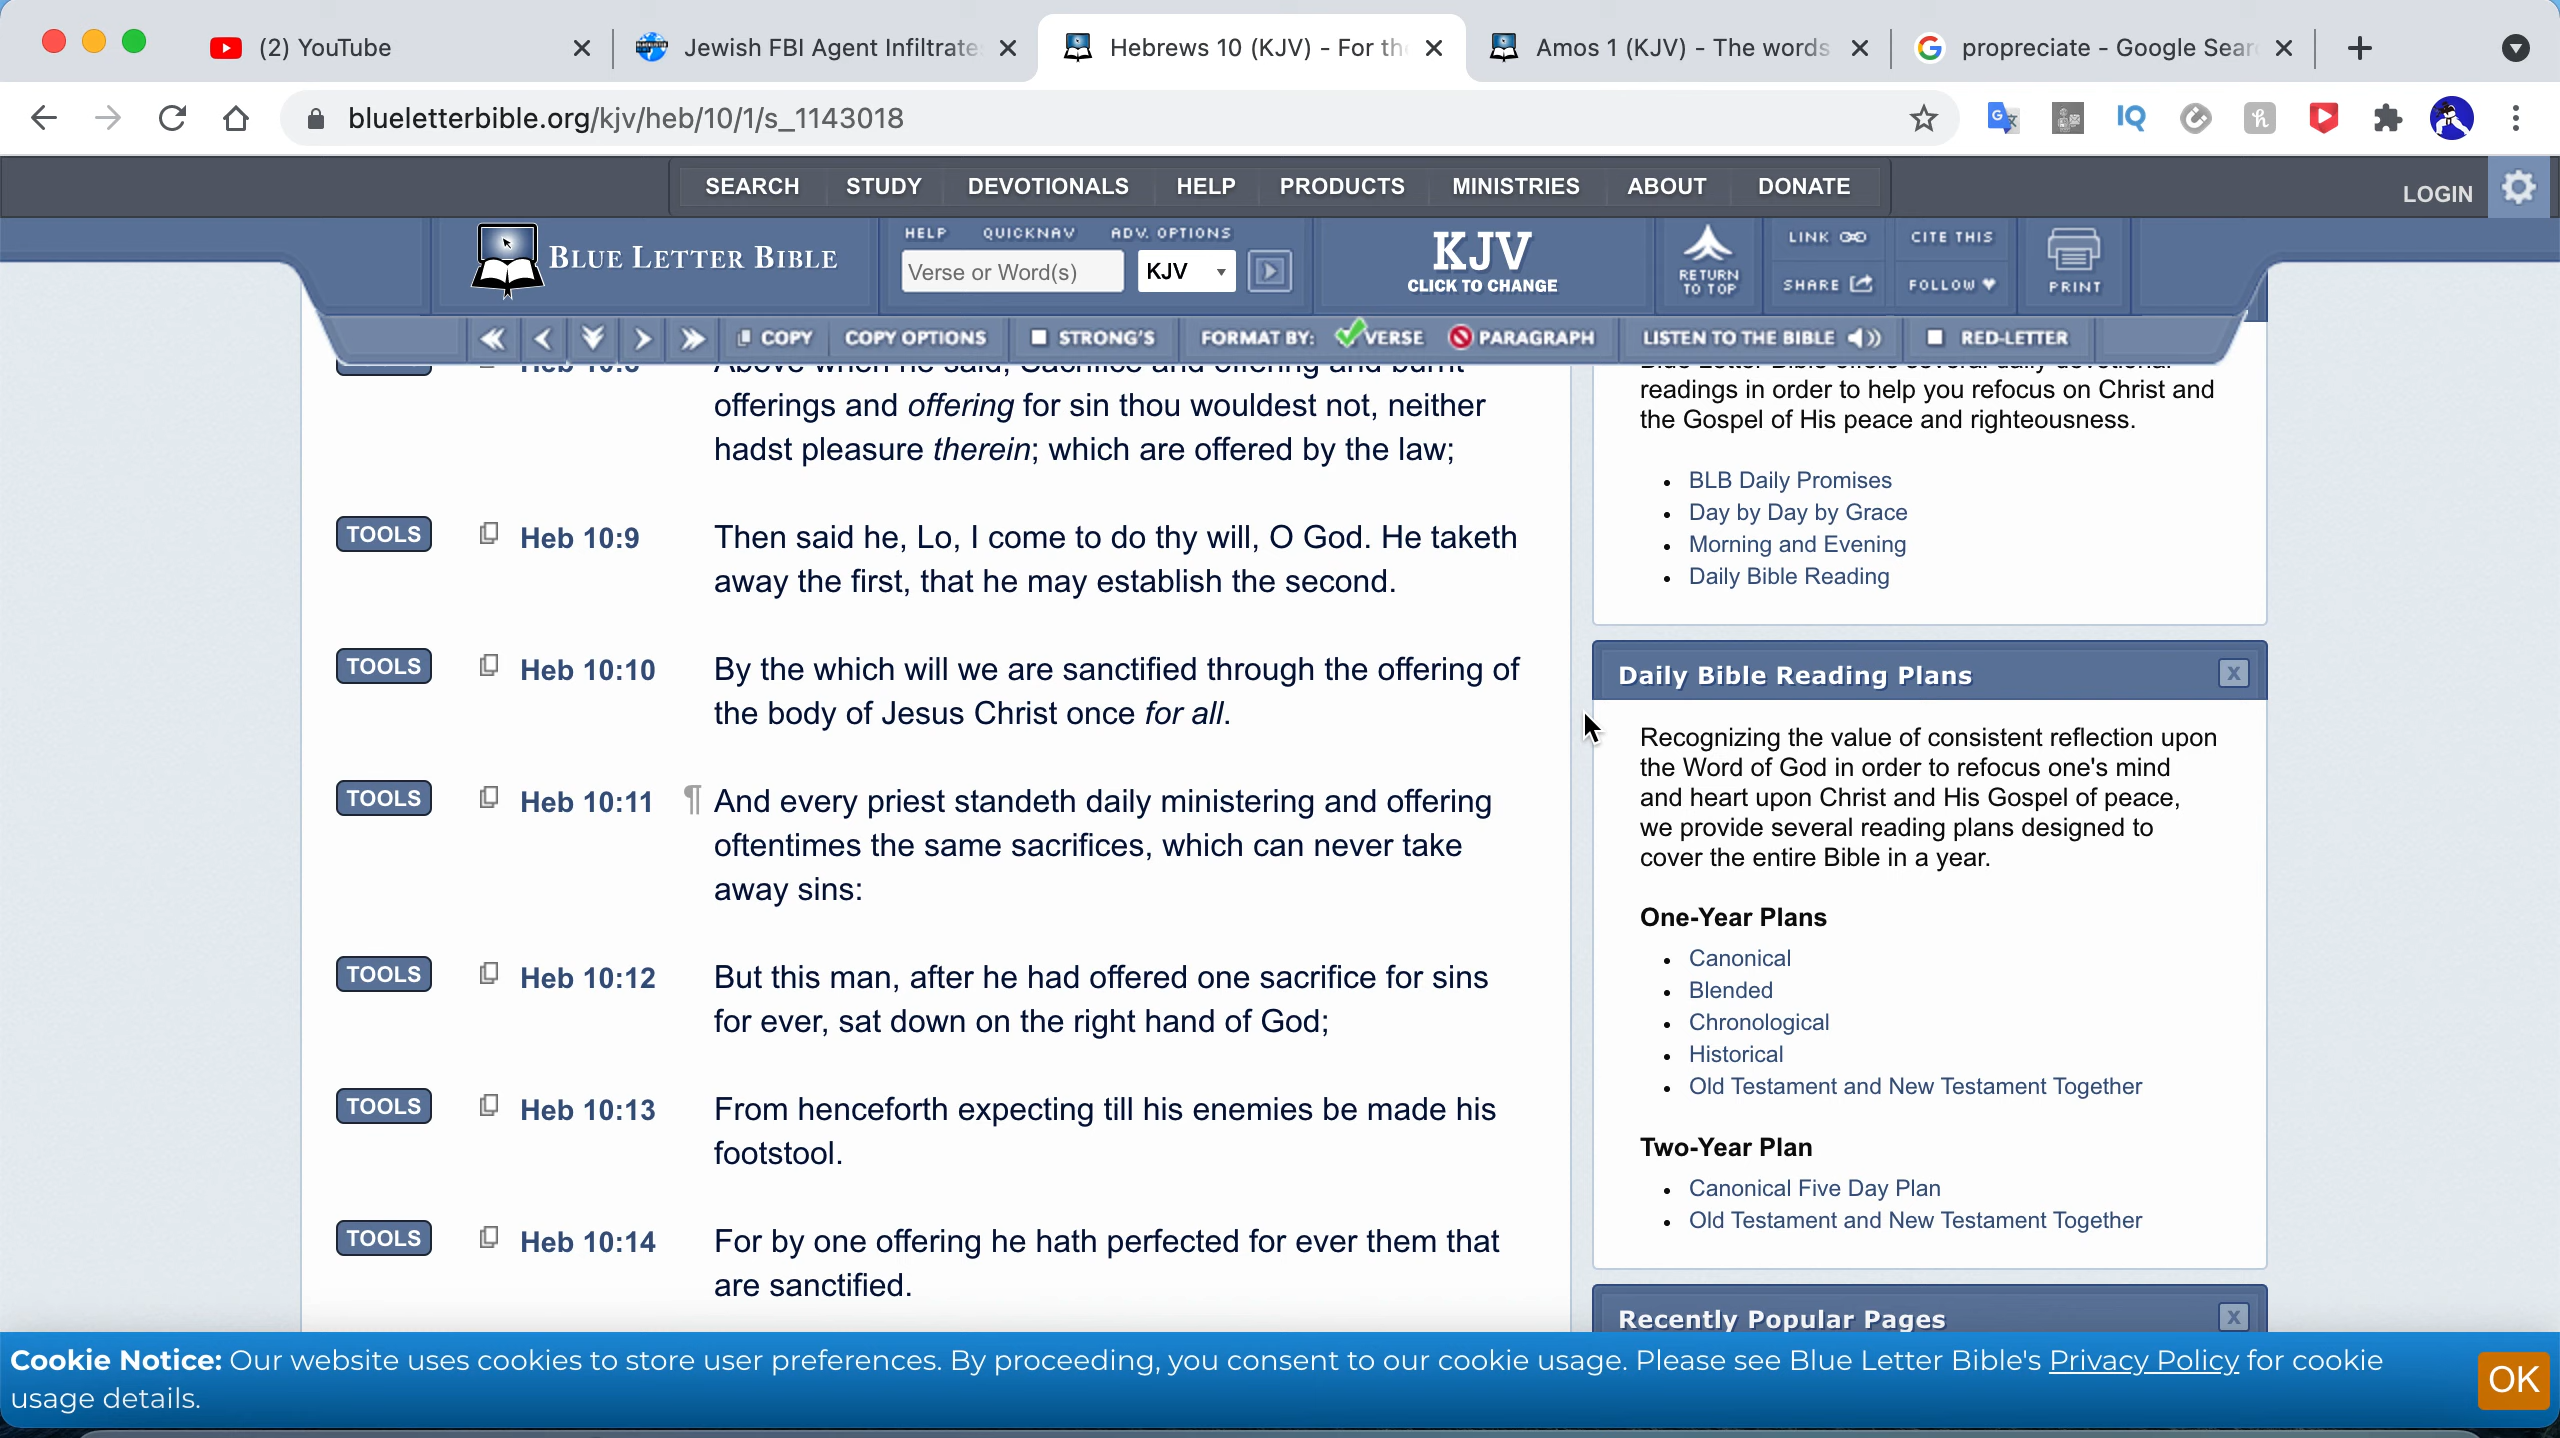 (2) YouTube
Jewish FBI Agent Infiltrate
Hebrews 10 (KJV) - For th
Amos 1 (KJV) - The words
propreciate - Google Sear
blueletterbible.org/kjv/heb/10/1/s_1143018
SEARCH STUDY DEVOTIONALS HELP PRODUCTS MINISTRIES ABOUT DONATE
LOGIN
BLUE LETTER BIBLE
HELP QUICKNAV ADV. OPTIONS
Verse or Word(s)
KJV
KJV
CLICK TO CHANGE
RETURN
TO TOP
LINK
CITE THIS
SHARE
FOLLOW
PRINT
COPY COPY OPTIONS STRONG'S FORMAT BY: VERSE PARAGRAPH LISTEN TO THE BIBLE RED-LETTER
Above when he said, Sacrifice and offering and burnt
offerings and offering for sin thou wouldest not, neither
hadst pleasure therein; which are offered by the law;
TOOLS Heb 10:9 Then said he, Lo, I come to do thy will, O God. He taketh
away the first, that he may establish the second.
TOOLS Heb 10:10 By the which will we are sanctified through the offering of
the body of Jesus Christ once for all.
TOOLS Heb 10:11 ¶ And every priest standeth daily ministering and offering
oftentimes the same sacrifices, which can never take
away sins:
TOOLS Heb 10:12 But this man, after he had offered one sacrifice for sins
for ever, sat down on the right hand of God;
TOOLS Heb 10:13 From henceforth expecting till his enemies be made his
footstool.
TOOLS Heb 10:14 For by one offering he hath perfected for ever them that
are sanctified.
Blue Letter Bible offers several daily devotional
readings in order to help you refocus on Christ and
the Gospel of His peace and righteousness.
BLB Daily Promises
Day by Day by Grace
Morning and Evening
Daily Bible Reading
Daily Bible Reading Plans
X
Recognizing the value of consistent reflection upon
the Word of God in order to refocus one's mind
and heart upon Christ and His Gospel of peace,
we provide several reading plans designed to
cover the entire Bible in a year.
One-Year Plans
Canonical
Blended
Chronological
Historical
Old Testament and New Testament Together
Two-Year Plan
Canonical Five Day Plan
Old Testament and New Testament Together
Recently Popular Pages
X
Cookie Notice: Our website uses cookies to store user preferences. By proceeding, you consent to our cookie usage. Please see Blue Letter Bible's Privacy Policy for cookie
usage details.
OK